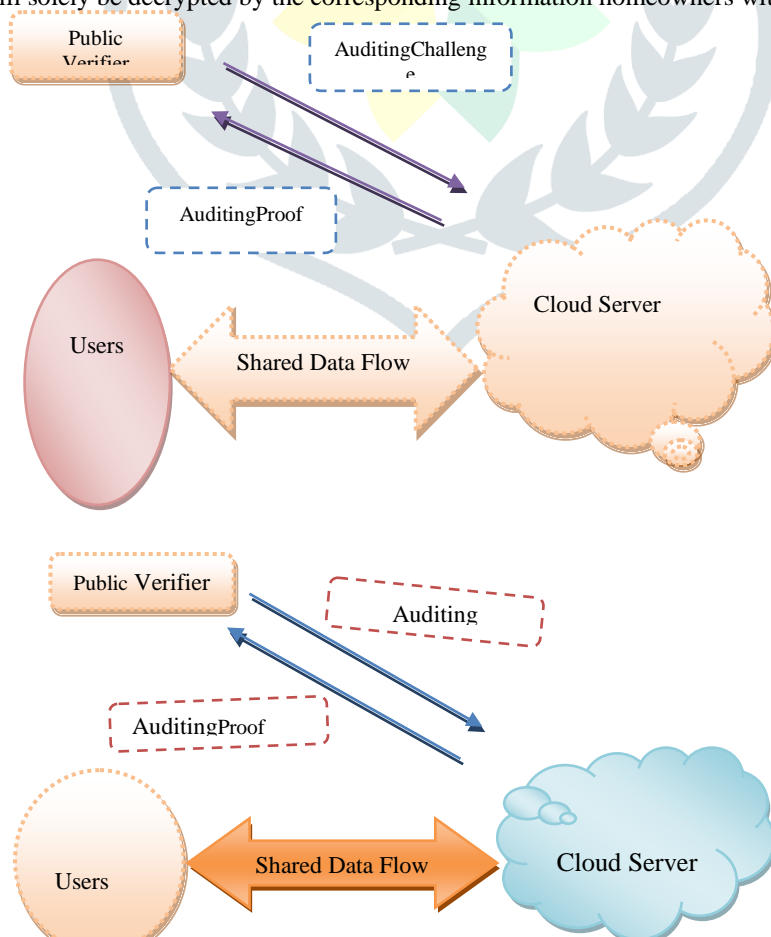 solely be decrypted by the corresponding information homeowners
Public
Verifier
AuditingChalleng
e
AuditingProof
Cloud Server
Users
Shared Data Flow
Public Verifier
Auditing
AuditingProof
Cloud Server
Shared Data Flow
Users